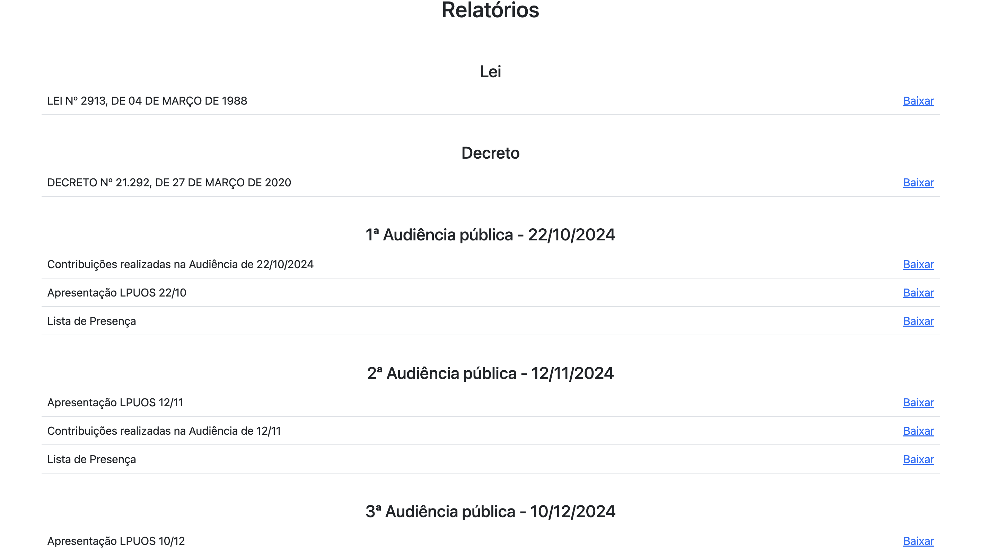 Relatórios
Lei
LEI Nº 2913, DE 04 DE MARÇO DE 1988 Baixar
Decreto
DECRETO Nº 21.292, DE 27 DE MARÇO DE 2020 Baixar
1ª Audiência pública - 22/10/2024
Contribuições realizadas na Audiência de 22/10/2024 Baixar
Apresentação LPUOS 22/10 Baixar
Lista de Presença Baixar
2ª Audiência pública - 12/11/2024
Apresentação LPUOS 12/11 Baixar
Contribuições realizadas na Audiência de 12/11 Baixar
Lista de Presença Baixar
3ª Audiência pública - 10/12/2024
Apresentação LPUOS 10/12 Baixar